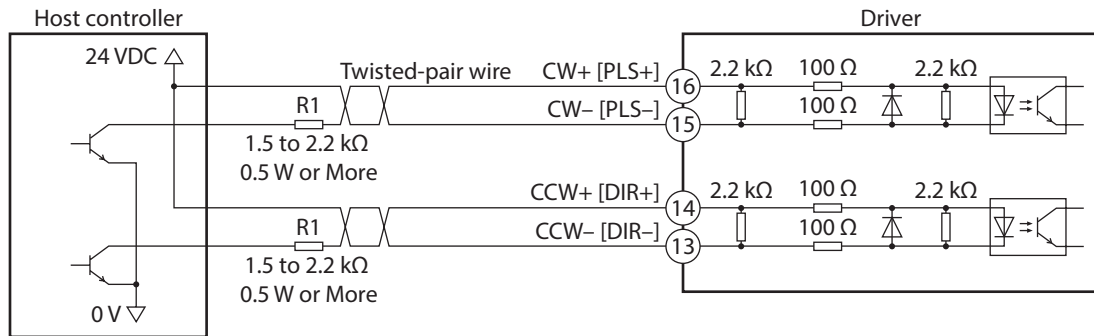 Host controller
Driver
24 VDC
Twisted-pair wire
CW+ [PLS+]
16
2.2 kΩ
100 Ω
2.2 kΩ
R1
CW– [PLS–]
15
100 Ω
1.5 to 2.2 kΩ
0.5 W or More
CCW+ [DIR+]
14
2.2 kΩ
100 Ω
2.2 kΩ
R1
CCW– [DIR–]
13
100 Ω
1.5 to 2.2 kΩ
0.5 W or More
0 V